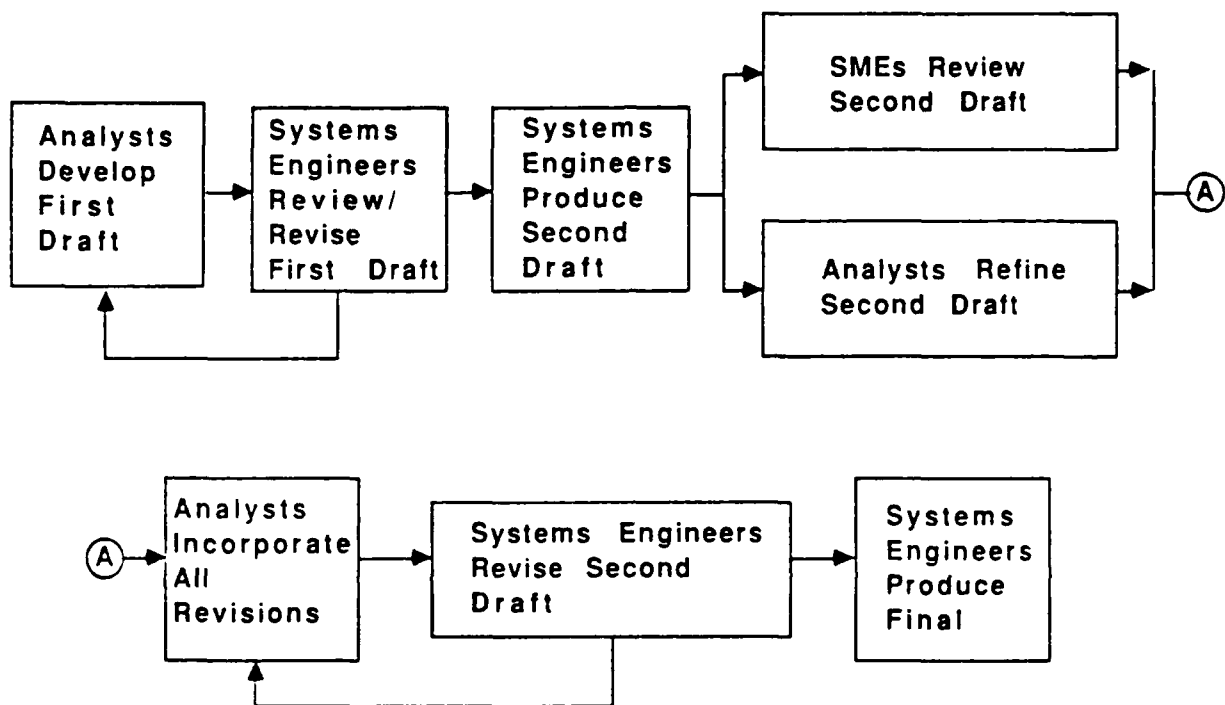 Analysts
Develop
First
Draft
Systems
Engineers
Review/
Revise
First Draft
Systems
Engineers
Produce
Second
Draft
SMEs Review
Second Draft
Analysts Refine
Second Draft
A
A
Analysts
Incorporate
All
Revisions
Systems Engineers
Revise Second
Draft
Systems
Engineers
Produce
Final